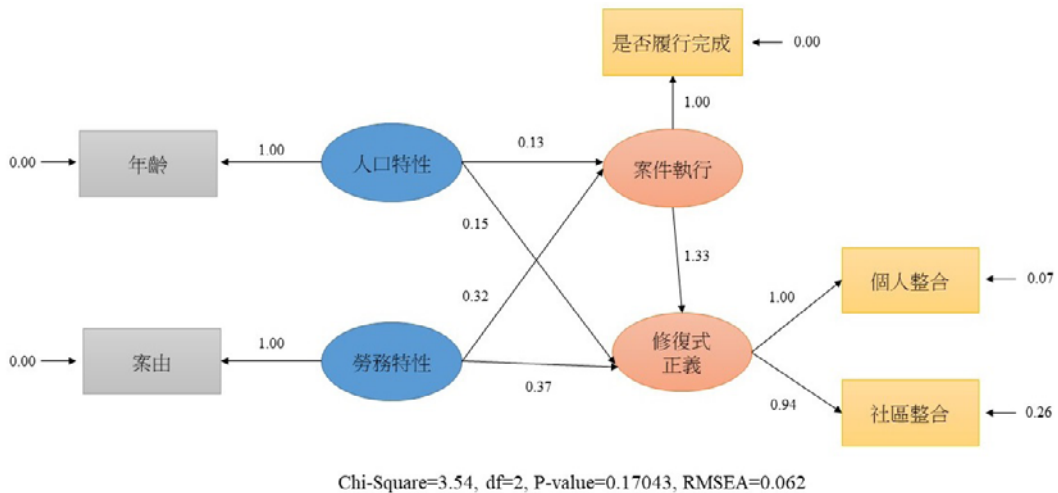 是否履行完成
0.00
1.00
0.00
年齡
1.00
人口特性
0.13
案件執行
0.15
1.33
0.32
1.00
個人整合
0.07
0.00
案由
1.00
勞務特性
0.37
修復式
正義
0.94
社區整合
0.26
Chi-Square=3.54, df=2, P-value=0.17043, RMSEA=0.062